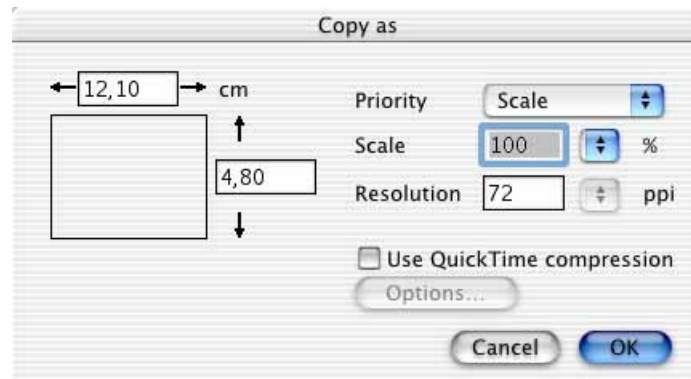 Copy as
12,10 cm
4,80
Priority Scale
Scale 100 %
Resolution 72 ppi
Use QuickTime compression
Options...
Cancel OK